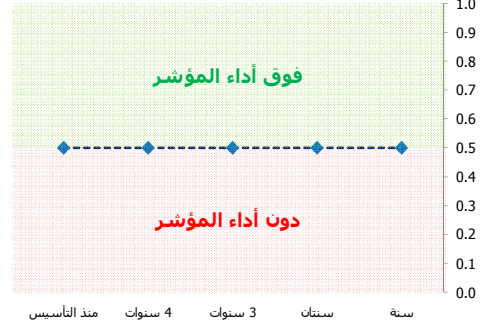 1.0
0.9
0.8
فوق أداء المؤشر
0.7
0.6
0.5
0.4
0.3
دون أداء المؤشر
0.2
0.1
0.0
سنة
سنتان
3 سنوات
4 سنوات
منذ التأسيس